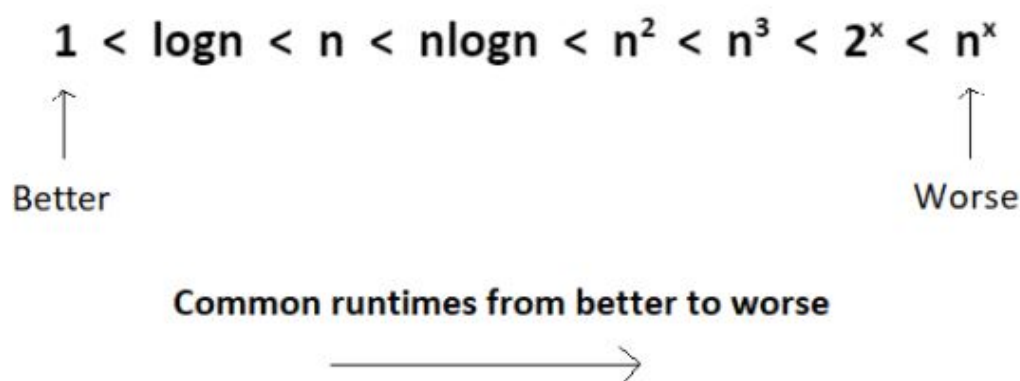 1 < logn < n < nlogn < n² < n³ < 2ˣ < nˣ
Better Worse
Common runtimes from better to worse